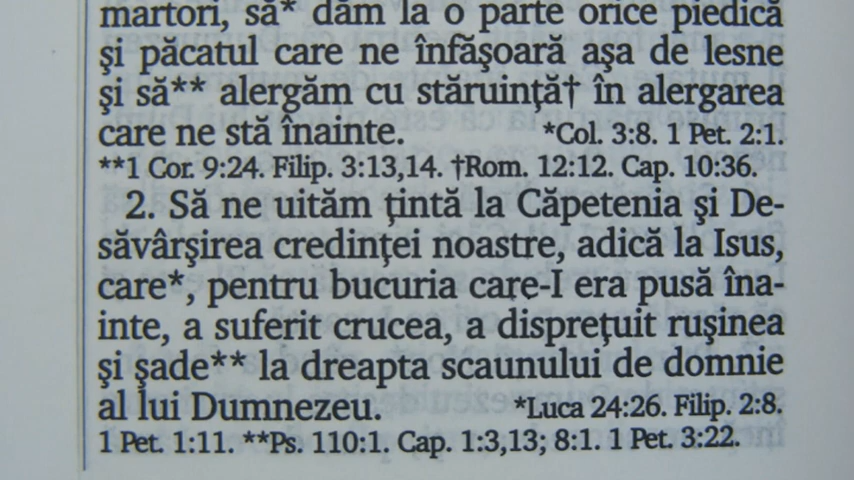 martori, să* dăm la o parte orice piedică
şi păcatul care ne înfăşoară aşa de lesne
şi să** alergăm cu stăruinţă† în alergarea
care ne stă înainte. *Col. 3:8. 1 Pet. 2:1.
**1 Cor. 9:24. Filip. 3:13,14. †Rom. 12:12. Cap. 10:36.
2. Să ne uităm ţintă la Căpetenia şi De-
săvârşirea credinţei noastre, adică la Isus,
care*, pentru bucuria care-I era pusă îna-
inte, a suferit crucea, a dispreţuit ruşinea
şi şade** la dreapta scaunului de domnie
al lui Dumnezeu. *Luca 24:26. Filip. 2:8.
1 Pet. 1:11. **Ps. 110:1. Cap. 1:3,13; 8:1. 1 Pet. 3:22.